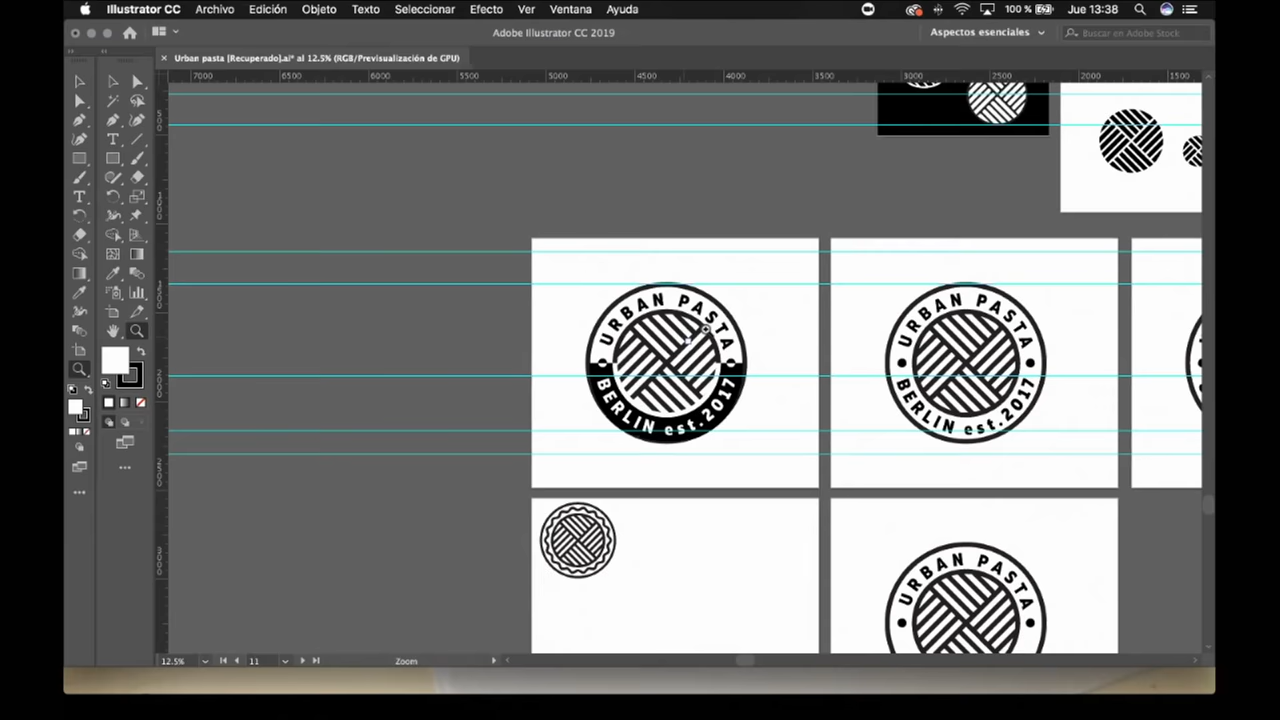 Illustrator CC Archivo Edición Objeto Texto Seleccionar Efecto Ver Ventana Ayuda 100 % Jue 13:38
Adobe Illustrator CC 2019
Aspectos esenciales
Buscar en Adobe Stock
Urban pasta [Recuperado].ai* al 12.5% (RGB/Previsualización de GPU)
7000 6500 6000 5500 5000 4500 4000 3500 3000 2500 2000 1500
URBAN PASTA
BERLIN est.2017
URBAN PASTA
BERLIN est.2017
URBAN PASTA
12.5% 11 Zoom